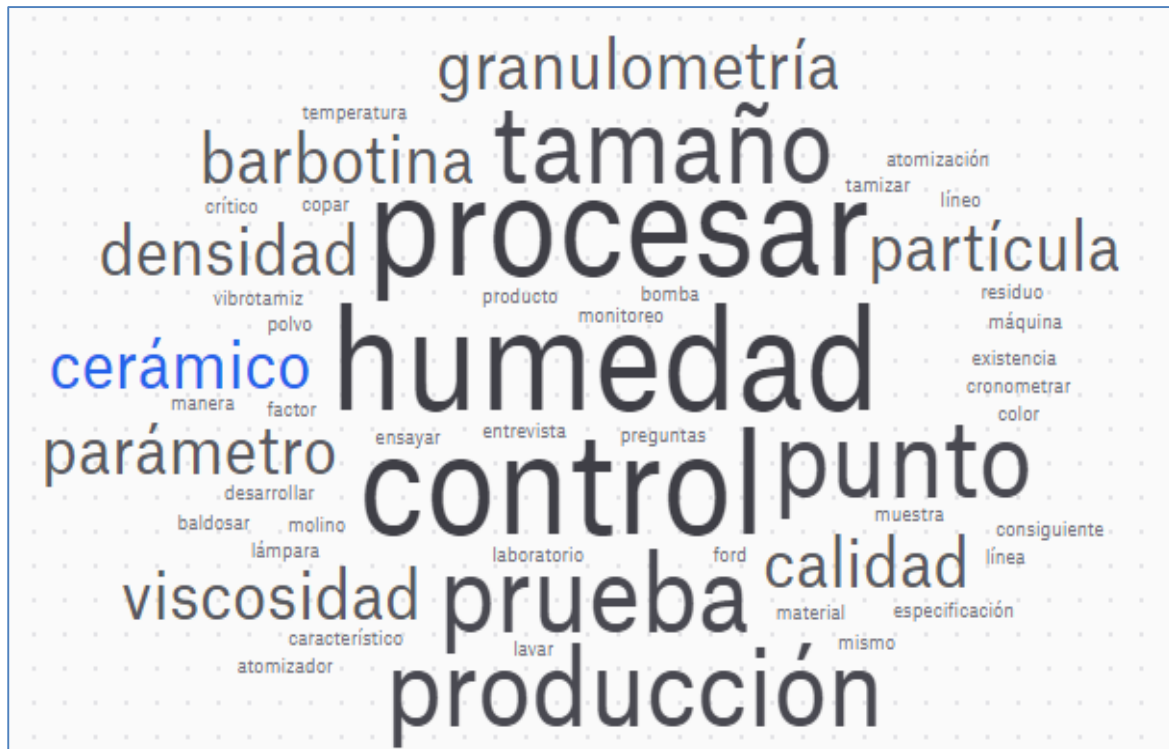 granulometría
temperatura
tamaño
barbotina
atomización
tamizar
crítico
copar
procesar
líneo
densidad
partícula
vibrotamiz
producto
bomba
residuo
polvo
monitoreo
máquina
cerámico
humedad
existencia
manera
factor
cronometrar
color
parámetro
ensayar
entrevista
preguntas
punto
desarrollar
control
baldosar
molino
muestra
consiguiente
lámpara
laboratorio
ford
calidad
línea
viscosidad
prueba
material
especificación
característico
lavar
mismo
atomizador
producción